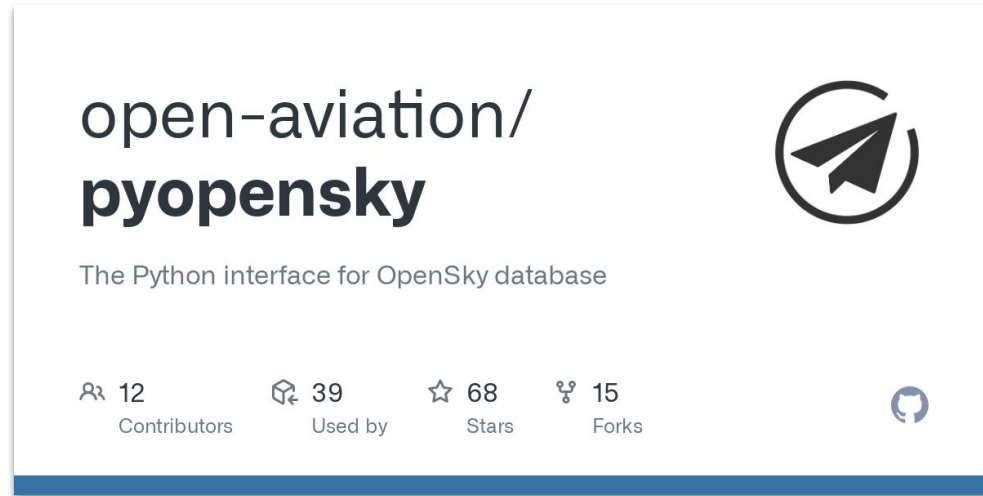 open-aviation/
pyopensky
The Python interface for OpenSky database
12 39 68 15
Contributors Used by Stars Forks